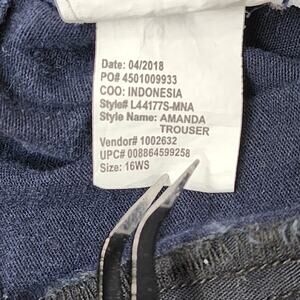 Date: 04/2018
PO# 4501009933
COO: INDONESIA
Style# L44177S-MNA
Style Name: AMANDA
TROUSER
Vendor# 1002632
UPC# 008864599258
Size: 16WS